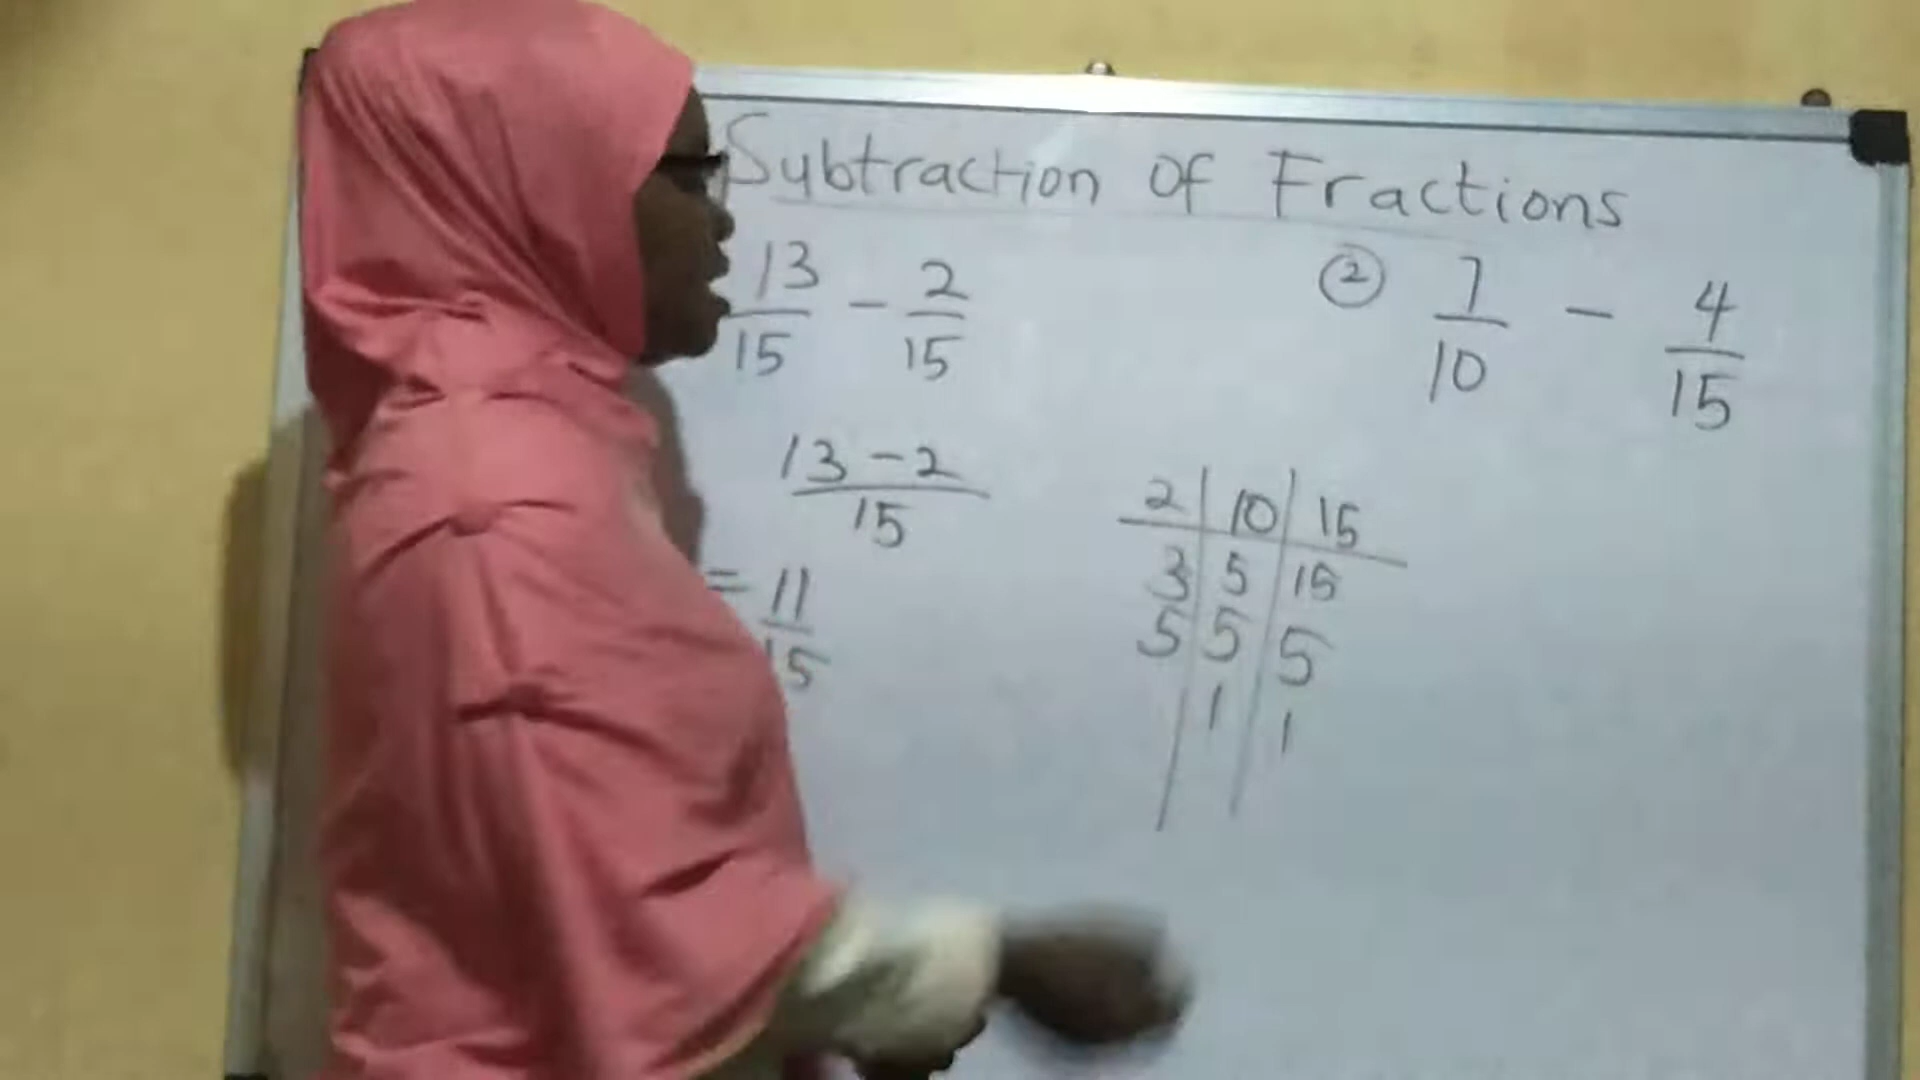 Subtraction of Fractions
13/15 - 2/15
13 - 2
15
= 11/15
② 7/10 - 4/15
2 | 10 | 15
3 | 5 | 15
5 | 5 | 5
| 1 | 1